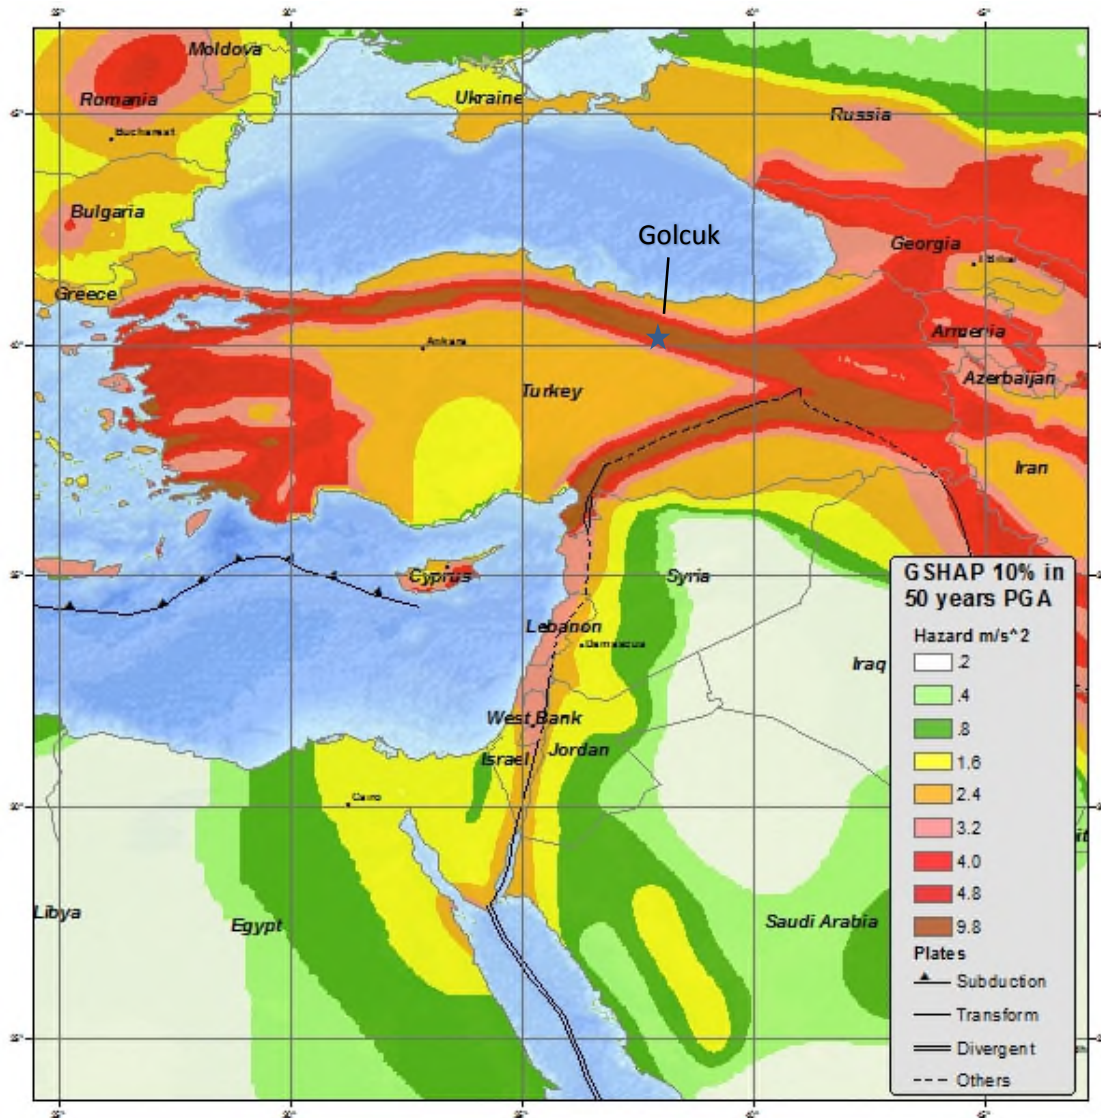 Moldova
Romania
Bucharest
Ukraine
Russia
Bulgaria
Golcuk
Georgia
Greece
Ankara
Armenia
Turkey
Azerbaijan
Iran
Cyprus
Syria
Lebanon
Damascus
Iraq
West Bank
Israel
Jordan
Cairo
Libya
Egypt
Saudi Arabia
GSHAP 10% in
50 years PGA
Hazard m/s^2
.2
.4
.8
1.6
2.4
3.2
4.0
4.8
9.8
Plates
Subduction
Transform
Divergent
Others